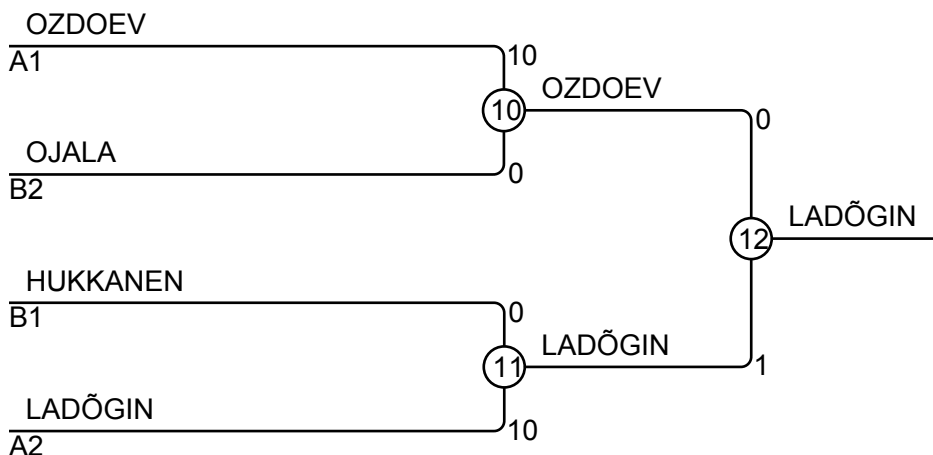 OZDOEV
A1
10
10
OZDOEV
0
OJALA
B2
0
12
LADÕGIN
HUKKANEN
B1
0
11
LADÕGIN
1
LADÕGIN
A2
10